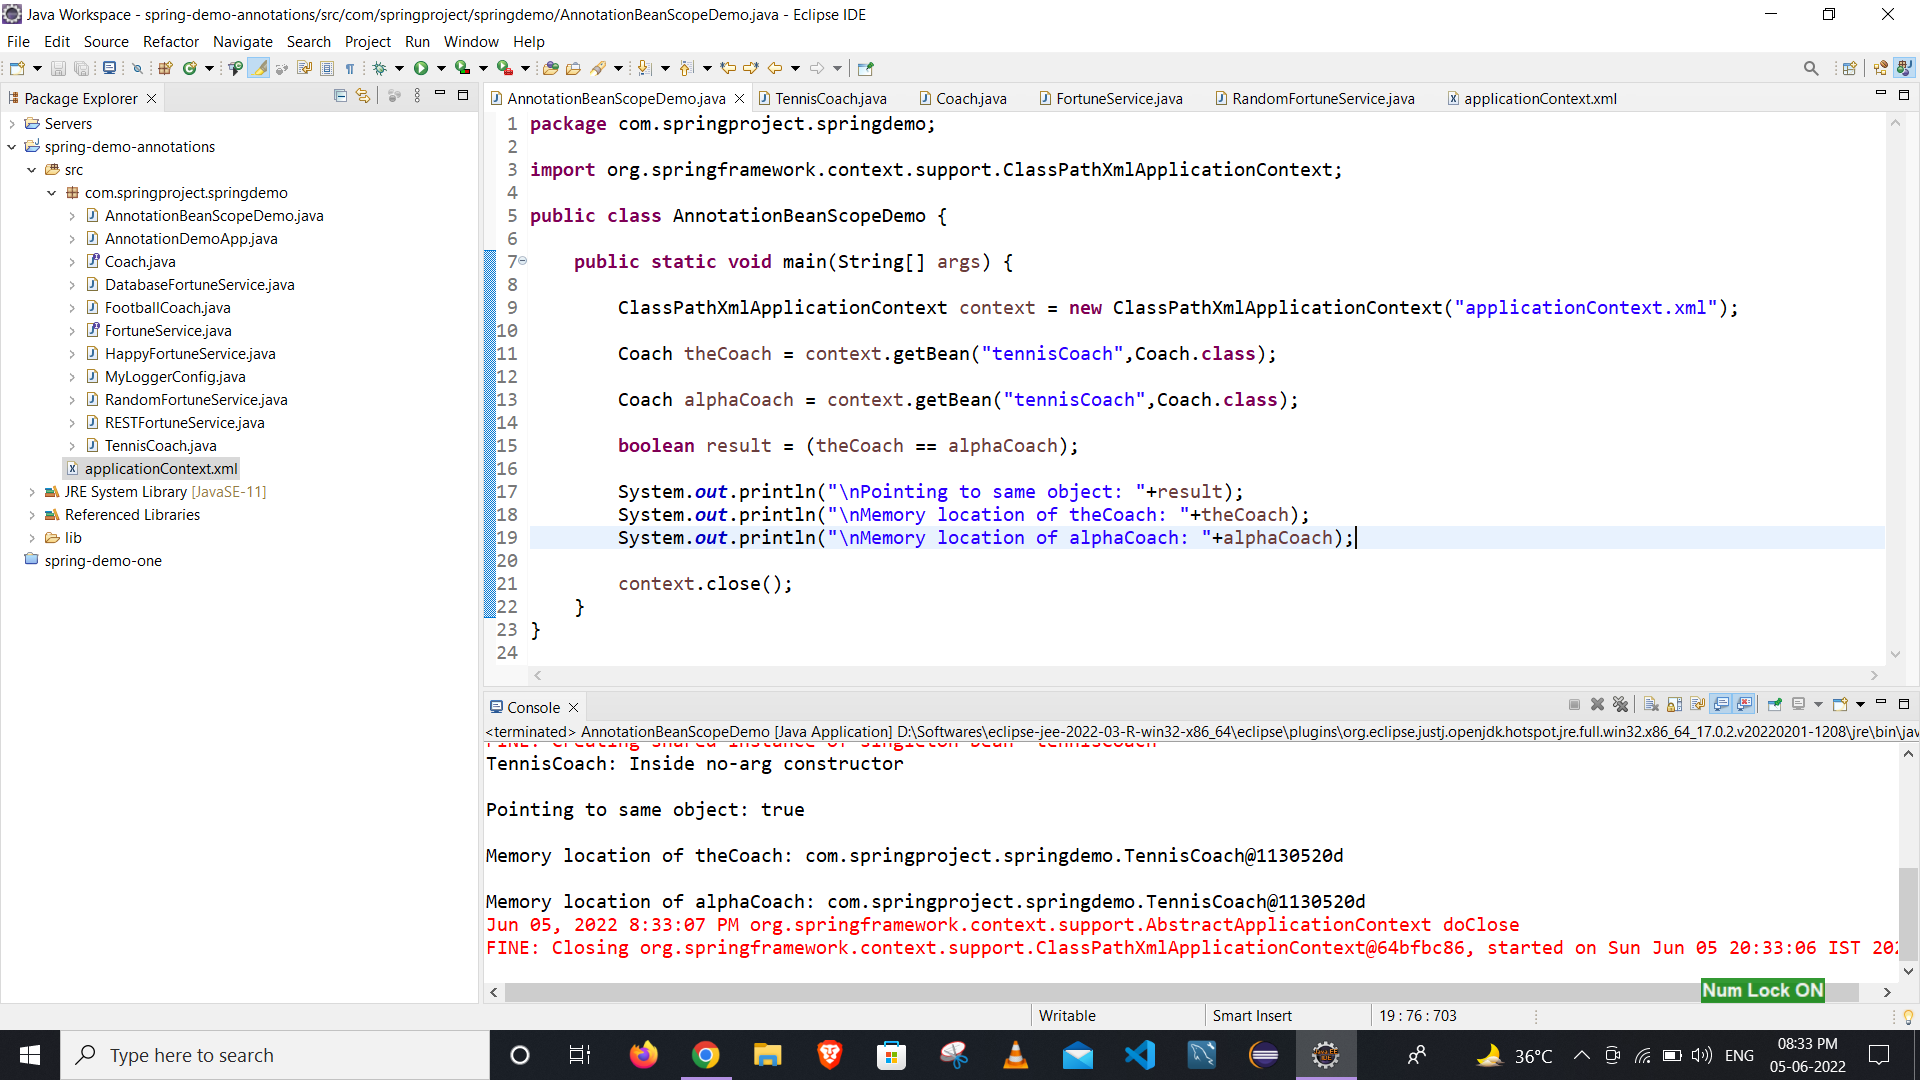 Java Workspace - spring-demo-annotations/src/com/springproject/springdemo/AnnotationBeanScopeDemo.java - Eclipse IDE
File Edit Source Refactor Navigate Search Project Run Window Help
Package Explorer
Servers
spring-demo-annotations
src
com.springproject.springdemo
AnnotationBeanScopeDemo.java
AnnotationDemoApp.java
Coach.java
DatabaseFortuneService.java
FootballCoach.java
FortuneService.java
HappyFortuneService.java
MyLoggerConfig.java
RandomFortuneService.java
RESTFortuneService.java
TennisCoach.java
applicationContext.xml
JRE System Library [JavaSE-11]
Referenced Libraries
lib
spring-demo-one
AnnotationBeanScopeDemo.java TennisCoach.java Coach.java FortuneService.java RandomFortuneService.java applicationContext.xml
1 package com.springproject.springdemo;
2
3 import org.springframework.context.support.ClassPathXmlApplicationContext;
4
5 public class AnnotationBeanScopeDemo {
6
7 public static void main(String[] args) {
8
9 ClassPathXmlApplicationContext context = new ClassPathXmlApplicationContext("applicationContext.xml");
10
11 Coach theCoach = context.getBean("tennisCoach",Coach.class);
12
13 Coach alphaCoach = context.getBean("tennisCoach",Coach.class);
14
15 boolean result = (theCoach == alphaCoach);
16
17 System.out.println("\nPointing to same object: "+result);
18 System.out.println("\nMemory location of theCoach: "+theCoach);
19 System.out.println("\nMemory location of alphaCoach: "+alphaCoach);
20
21 context.close();
22 }
23 }
24
Console
<terminated> AnnotationBeanScopeDemo [Java Application] D:\Softwares\eclipse-jee-2022-03-R-win32-x86_64\eclipse\plugins\org.eclipse.justj.openjdk.hotspot.jre.full.win32.x86_64_17.0.2.v20220201-1208\jre\bin\jav
FINE: Creating shared instance of singleton bean 'tennisCoach'
TennisCoach: Inside no-arg constructor
Pointing to same object: true
Memory location of theCoach: com.springproject.springdemo.TennisCoach@1130520d
Memory location of alphaCoach: com.springproject.springdemo.TennisCoach@1130520d
Jun 05, 2022 8:33:07 PM org.springframework.context.support.AbstractApplicationContext doClose
FINE: Closing org.springframework.context.support.ClassPathXmlApplicationContext@64bfbc86, started on Sun Jun 05 20:33:06 IST 202
Num Lock ON
Writable Smart Insert 19 : 76 : 703
Type here to search
36°C ENG 08:33 PM
05-06-2022